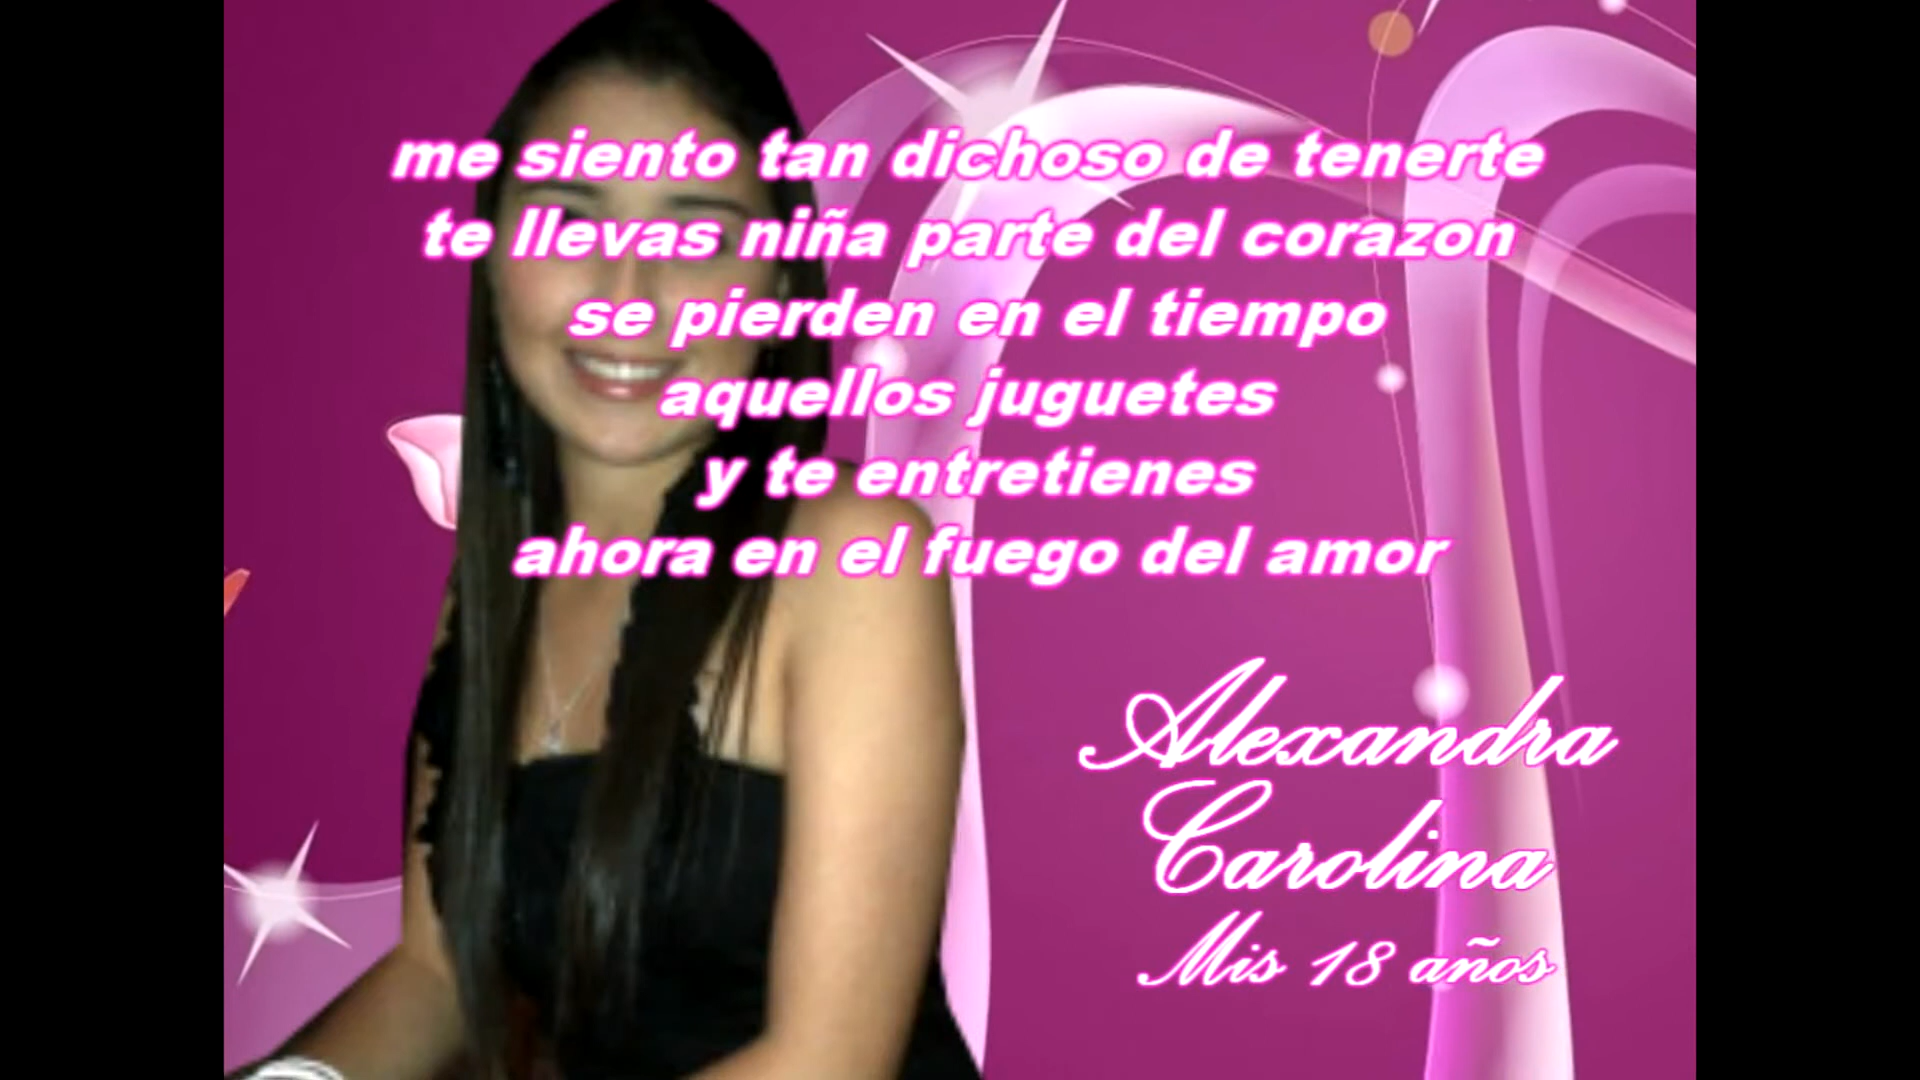 me siento tan dichoso de tenerte
te llevas niña parte del corazon
se pierden en el tiempo
aquellos juguetes
y te entretienes
ahora en el fuego del amor
Alexandra
Carolina
Mis 18 años